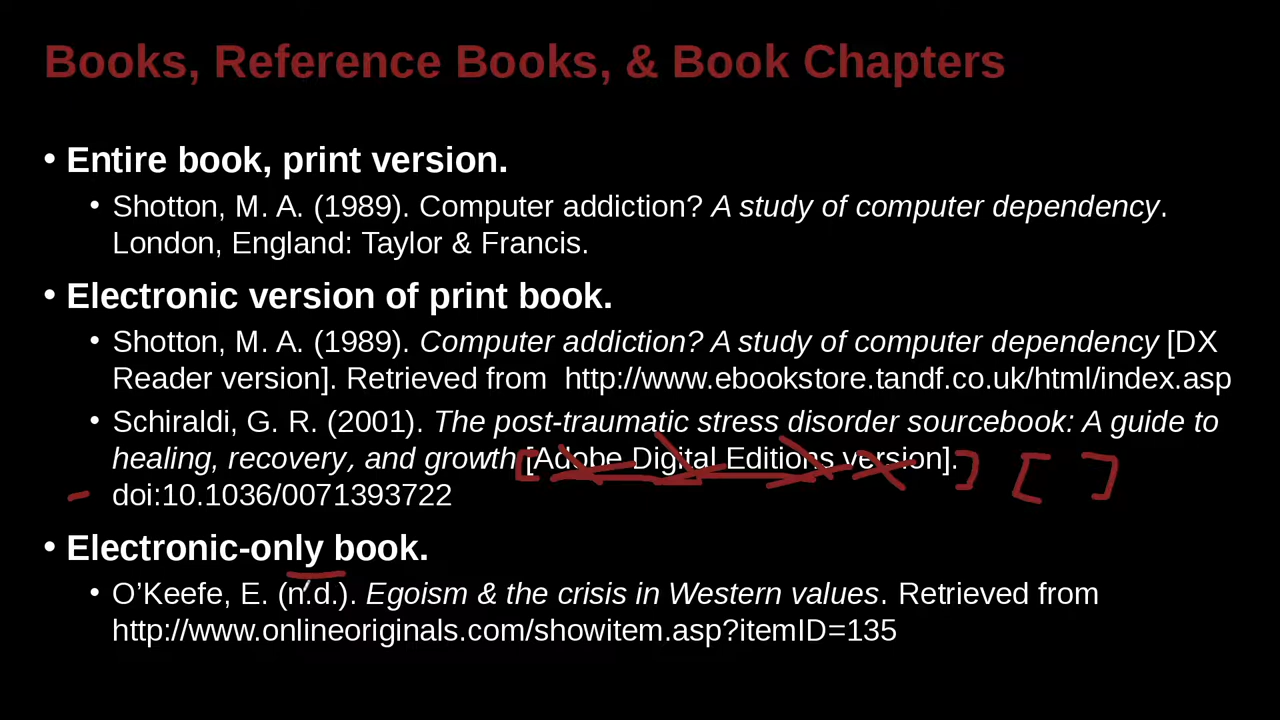 Books, Reference Books, & Book Chapters
• Entire book, print version.
• Shotton, M. A. (1989). Computer addiction? A study of computer dependency.
London, England: Taylor & Francis.
• Electronic version of print book.
• Shotton, M. A. (1989). Computer addiction? A study of computer dependency [DX
Reader version]. Retrieved from http://www.ebookstore.tandf.co.uk/html/index.asp
• Schiraldi, G. R. (2001). The post-traumatic stress disorder sourcebook: A guide to
healing, recovery, and growth [Adobe Digital Editions version]. [ ]
doi:10.1036/0071393722
• Electronic-only book.
• O’Keefe, E. (n.d.). Egoism & the crisis in Western values. Retrieved from
http://www.onlineoriginals.com/showitem.asp?itemID=135